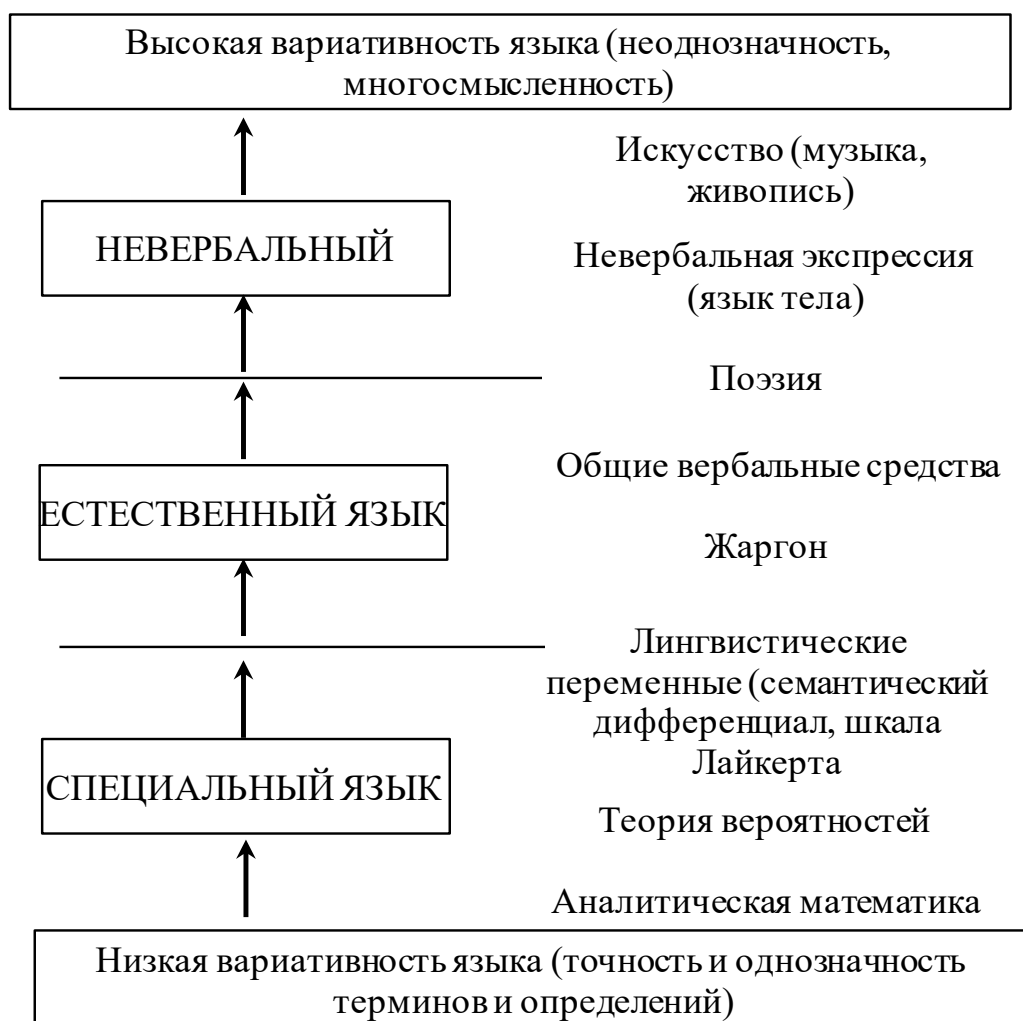 Высокая вариативность языка (неоднозначность,
многосмысленность)
Искусство (музыка,
живопись)
НЕВЕРБАЛЬНЫЙ
Невербальная экспрессия
(язык тела)
Поэзия
Общие вербальные средства
ЕСТЕСТВЕННЫЙ ЯЗЫК
Жаргон
Лингвистические
переменные (семантический
дифференциал, шкала
Лайкерта
СПЕЦИАЛЬНЫЙ ЯЗЫК
Теория вероятностей
Аналитическая математика
Низкая вариативность языка (точность и однозначность
терминов и определений)